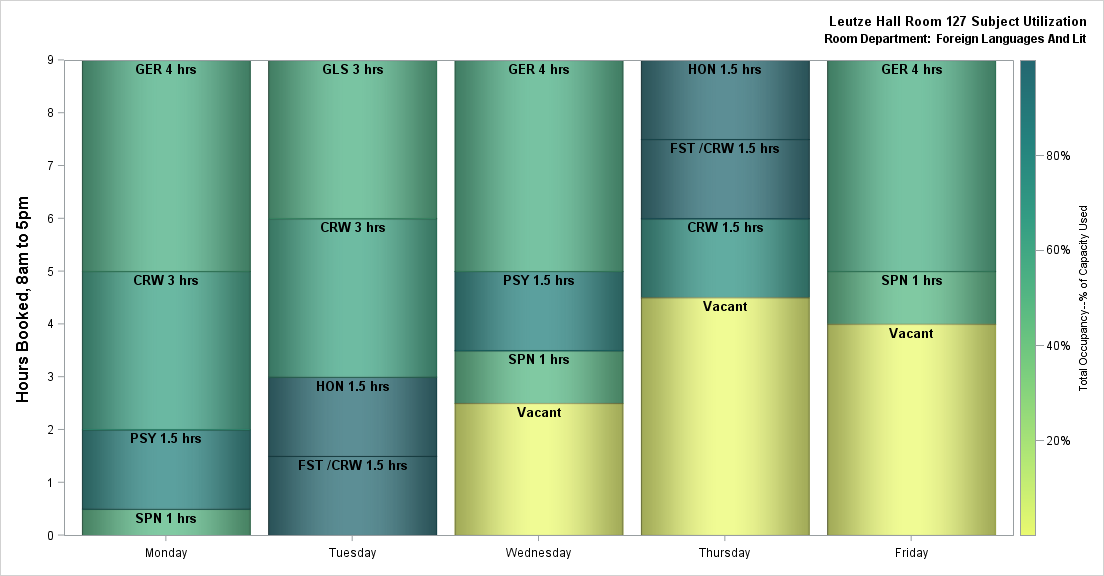 Leutze Hall Room 127 Subject Utilization
Room Department: Foreign Languages And Lit
Hours Booked, 8am to 5pm
9
8
7
6
5
4
3
2
1
0
GER 4 hrs
CRW 3 hrs
PSY 1.5 hrs
SPN 1 hrs
Monday
GLS 3 hrs
CRW 3 hrs
HON 1.5 hrs
FST /CRW 1.5 hrs
Tuesday
GER 4 hrs
PSY 1.5 hrs
SPN 1 hrs
Vacant
Wednesday
HON 1.5 hrs
FST /CRW 1.5 hrs
CRW 1.5 hrs
Vacant
Thursday
GER 4 hrs
SPN 1 hrs
Vacant
Friday
80%
60%
40%
20%
Total Occupancy--% of Capacity Used